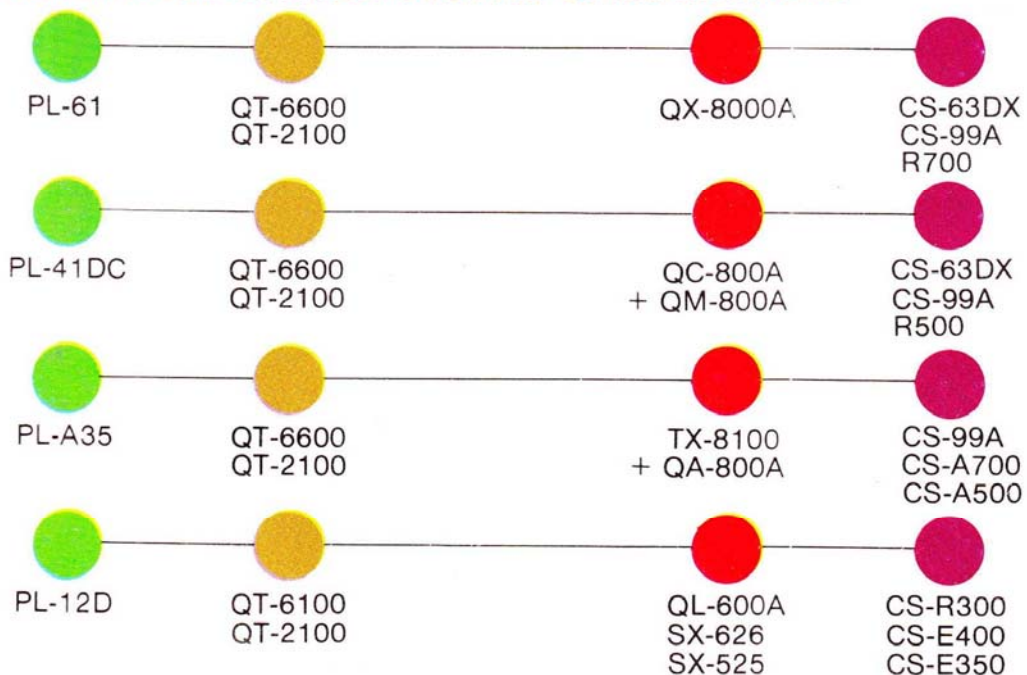 PL-61
QT-6600
QT-2100
QX-8000A
CS-63DX
CS-99A
R700
PL-41DC
QT-6600
QT-2100
QC-800A
+ QM-800A
CS-63DX
CS-99A
R500
PL-A35
QT-6600
QT-2100
TX-8100
+ QA-800A
CS-99A
CS-A700
CS-A500
PL-12D
QT-6100
QT-2100
QL-600A
SX-626
SX-525
CS-R300
CS-E400
CS-E350